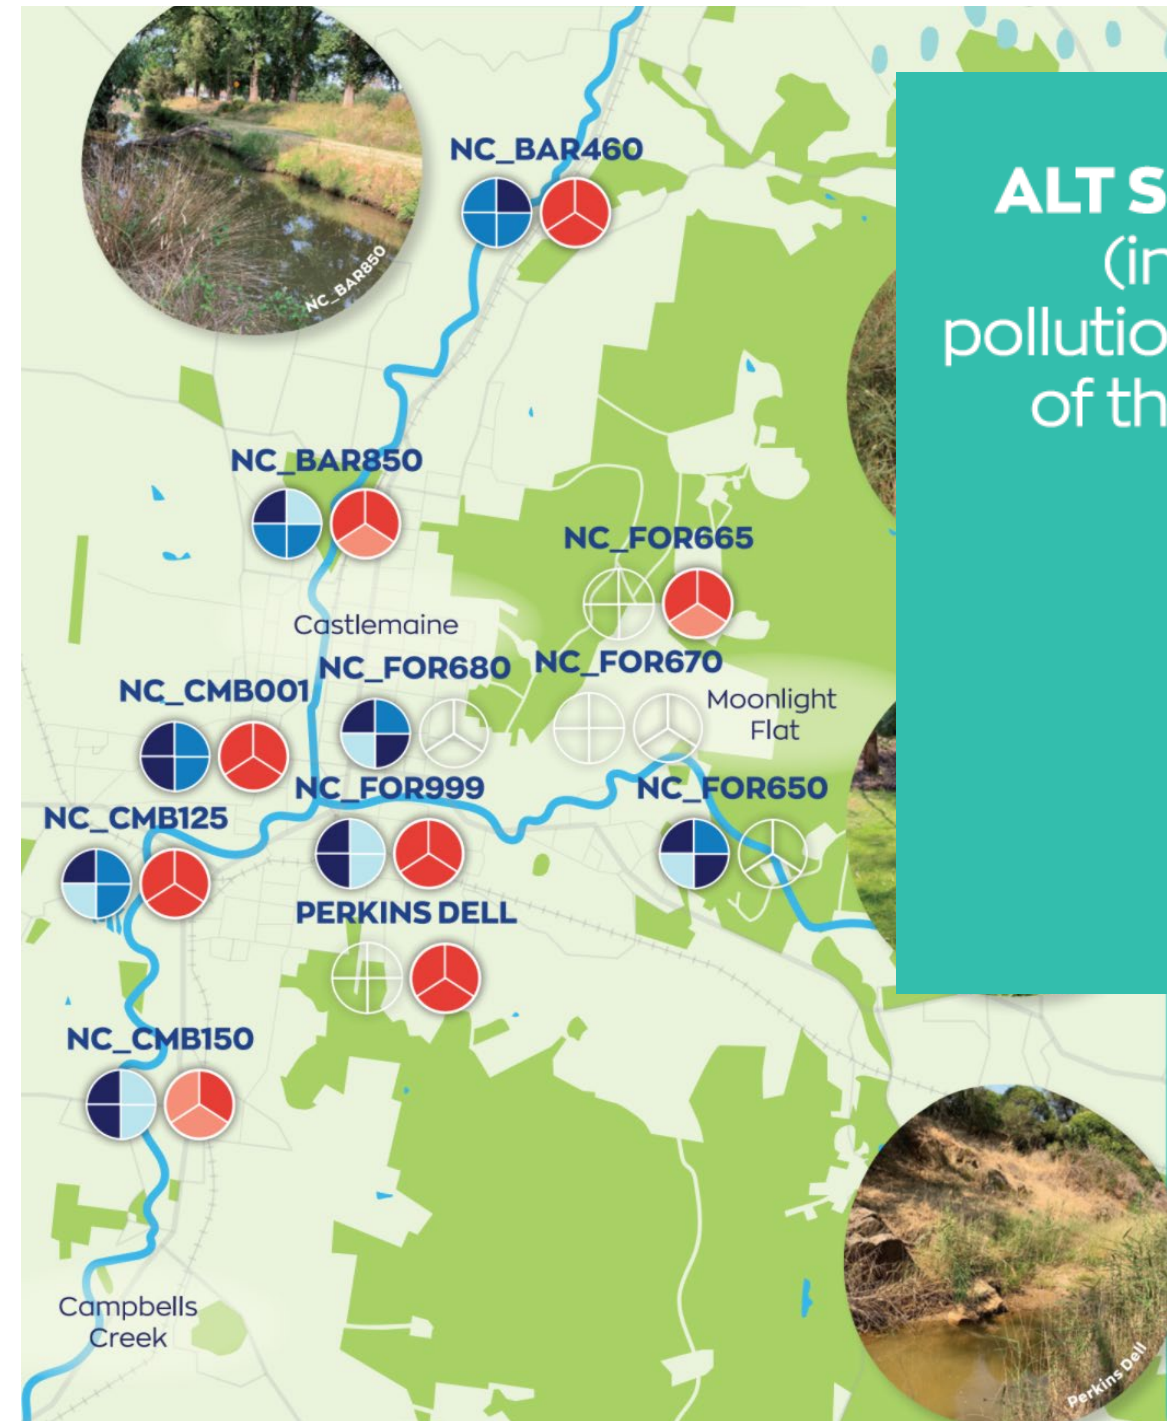 NC_BAR850
NC_BAR460
ALT S
(in
pollutio
of th
NC_BAR850
NC_FOR665
Castlemaine
NC_FOR680
NC_FOR670
NC_CMB001
Moonlight
Flat
NC_FOR999
NC_FOR650
NC_CMB125
PERKINS DELL
NC_CMB150
Campbells
Creek
Perkins Dell